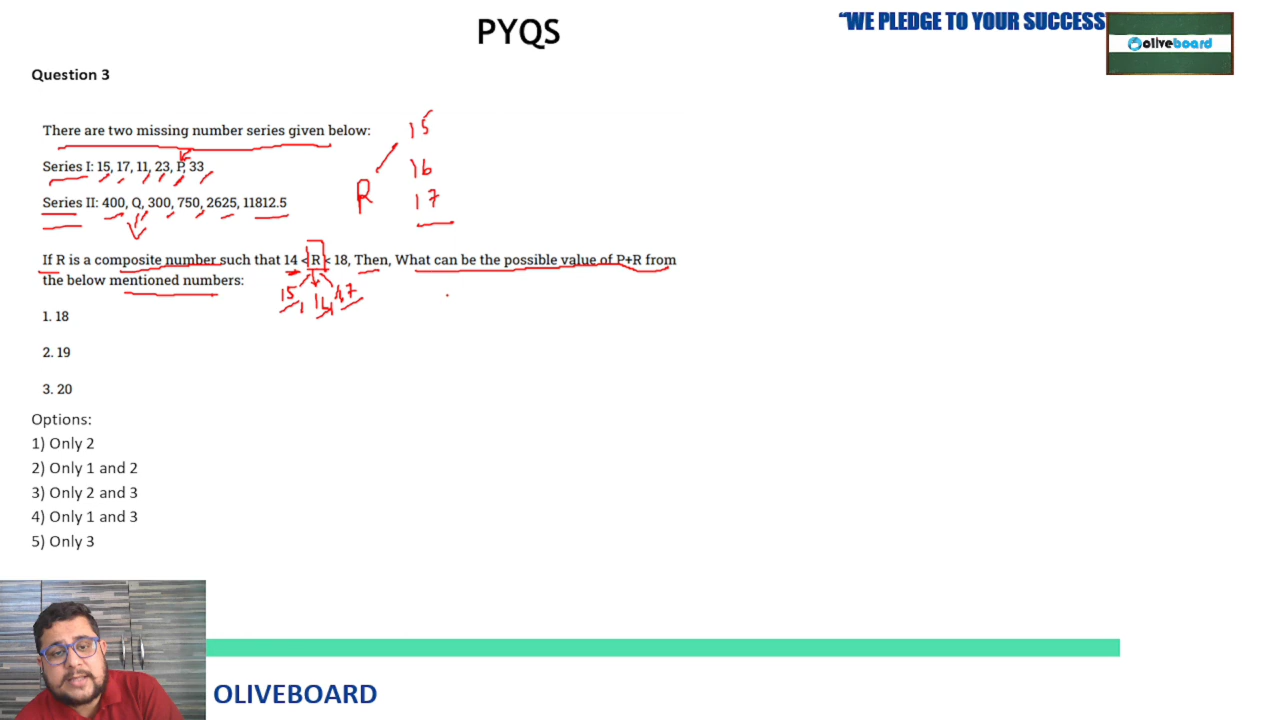 PYQS
“WE PLEDGE TO YOUR SUCCESS
oliveboard
Question 3
There are two missing number series given below:
Series I: 15, 17, 11, 23, P, 33
Series II: 400, Q, 300, 750, 2625, 11812.5
15
16
17
R
If R is a composite number such that 14 < R < 18, Then, What can be the possible value of P+R from
the below mentioned numbers:
15, 16, 17
1. 18
2. 19
3. 20
Options:
1) Only 2
2) Only 1 and 2
3) Only 2 and 3
4) Only 1 and 3
5) Only 3
OLIVEBOARD